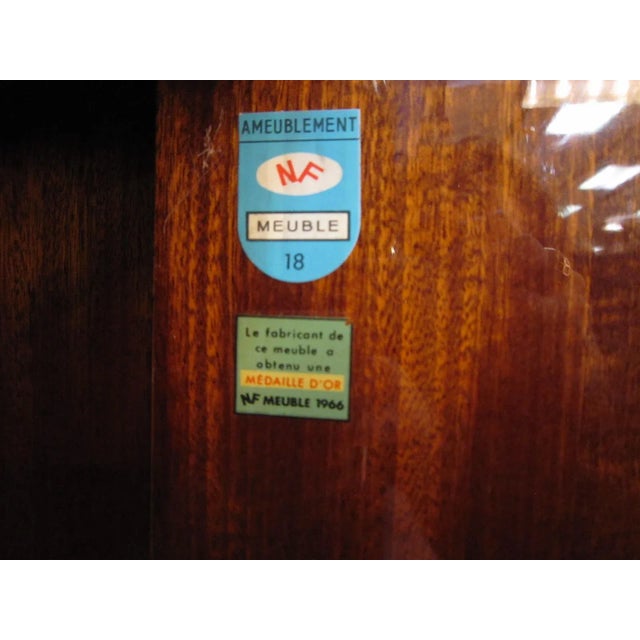 AMEUBLEMENT
NF
MEUBLE
18
Le fabricant de
ce meuble a
obtenu une
MÉDAILLE D'OR
NF MEUBLE 1966